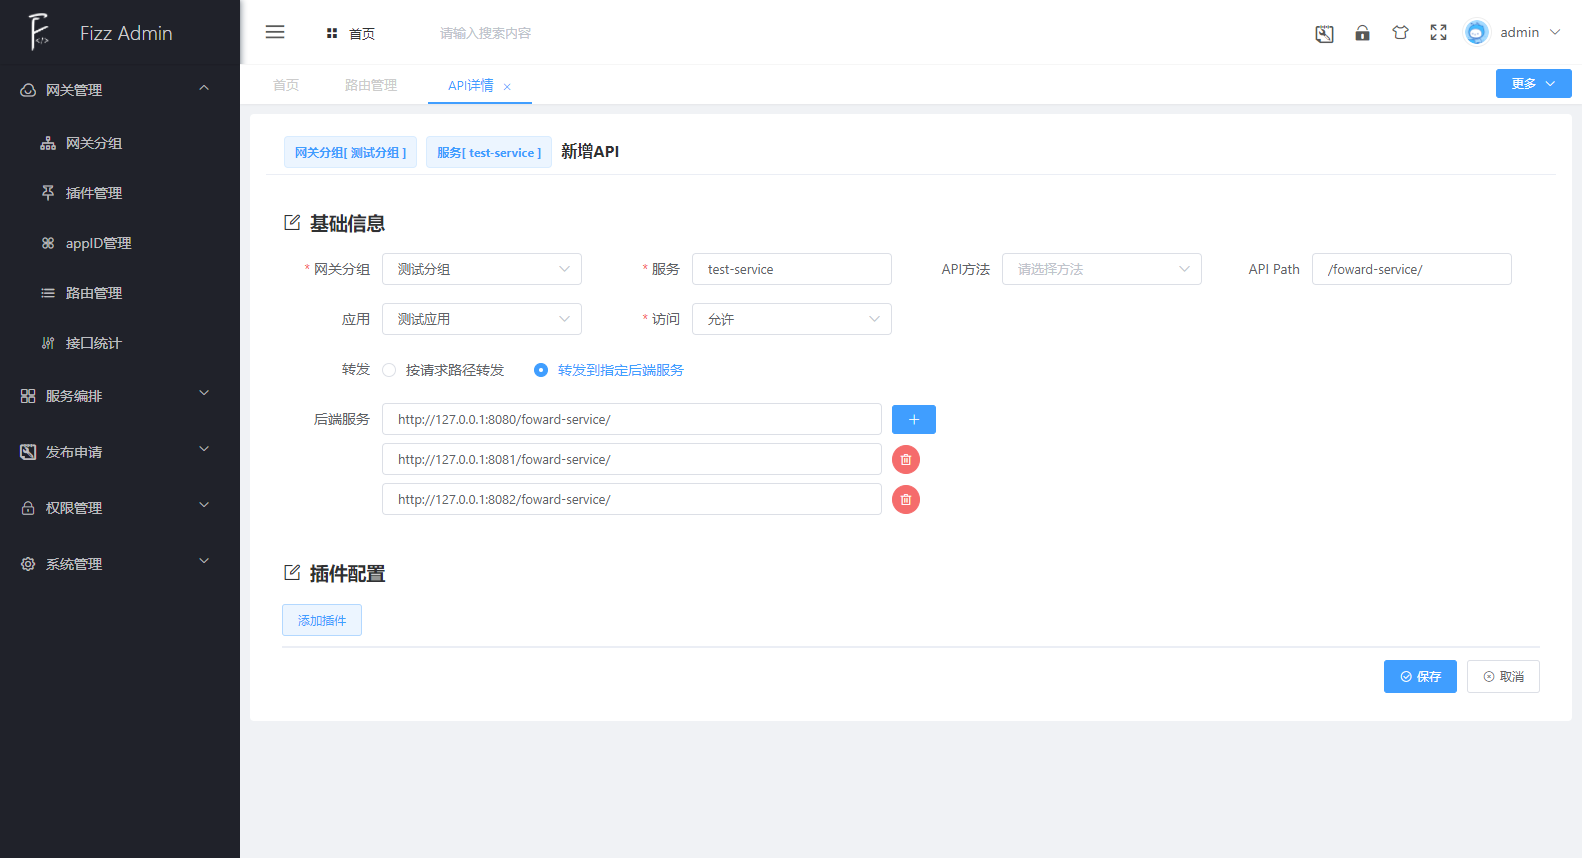 Fizz Admin
首页
请输入搜索内容
admin
首页
路由管理
API详情
更多
网关管理
网关分组
插件管理
appID管理
路由管理
接口统计
服务编排
发布申请
权限管理
系统管理
网关分组[ 测试分组 ] 服务[ test-service ] 新增API
基础信息
* 网关分组 测试分组 * 服务 test-service API方法 请选择方法 API Path /foward-service/
应用 测试应用 * 访问 允许
转发 按请求路径转发 转发到指定后端服务
后端服务 http://127.0.0.1:8080/foward-service/
http://127.0.0.1:8081/foward-service/
http://127.0.0.1:8082/foward-service/
插件配置
添加插件
保存 取消